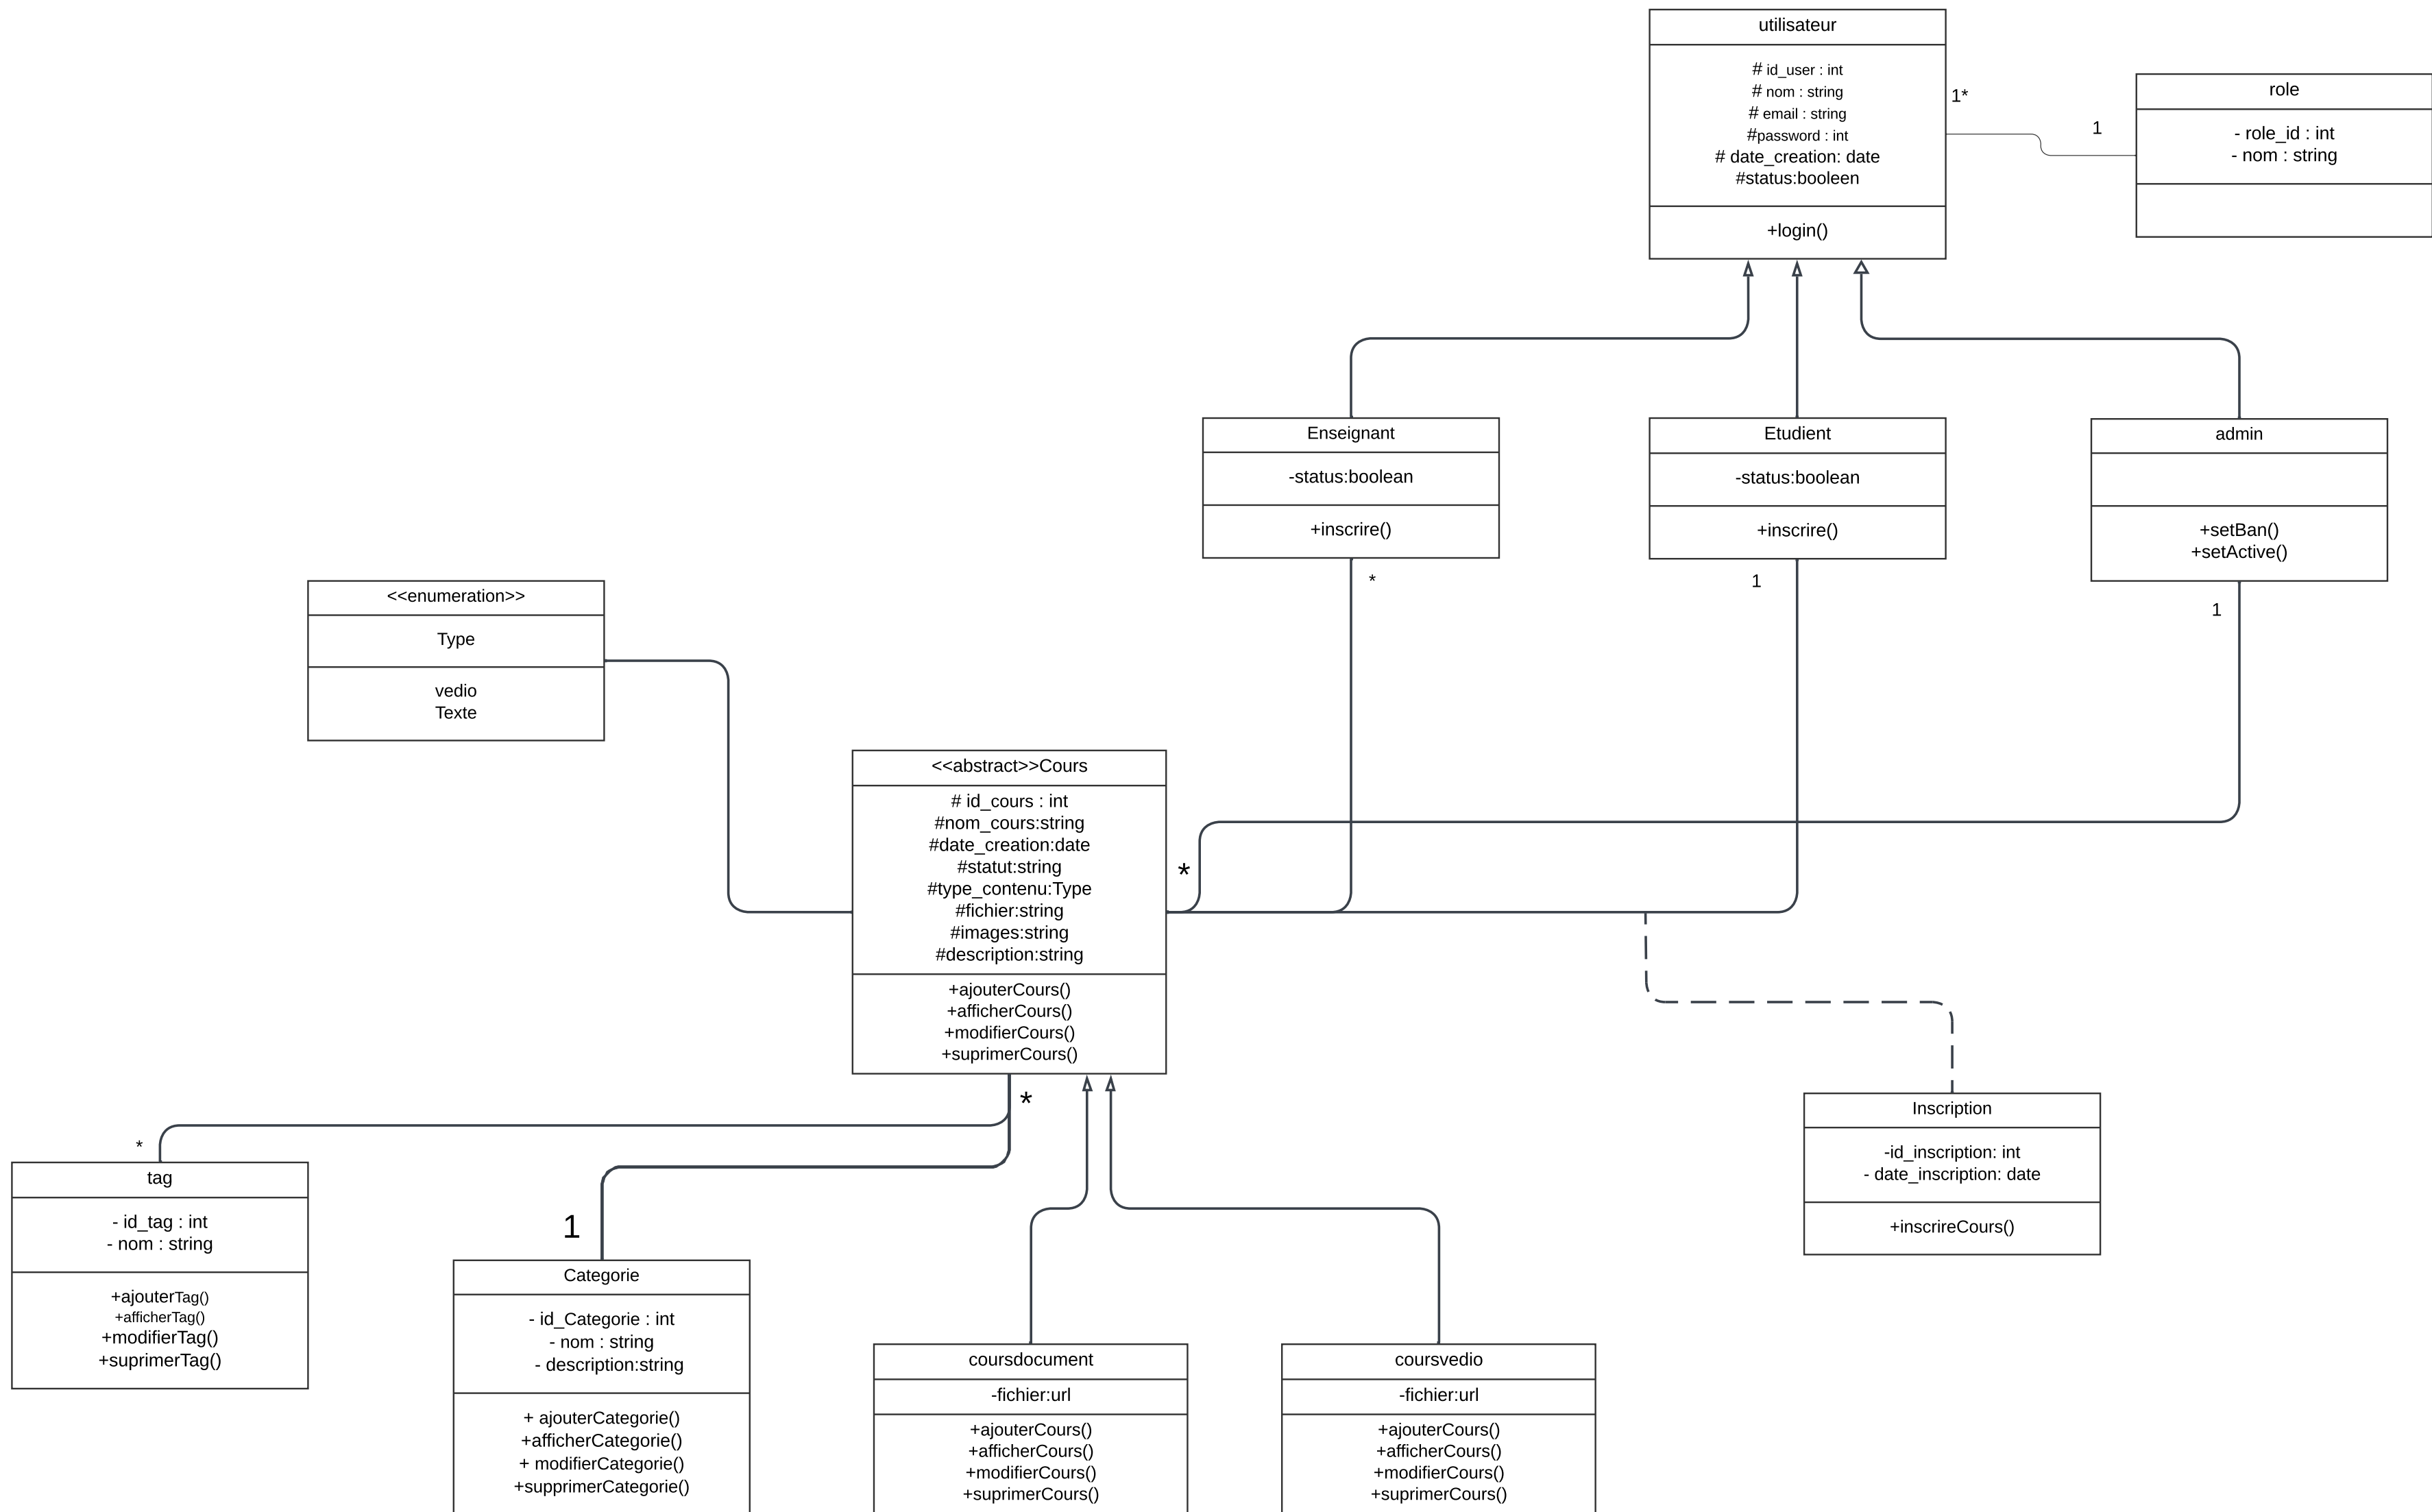 utilisateur
# id_user : int
# nom : string
# email : string
#password : int
# date_creation: date
#status:booleen
+login()
1*
1
role
- role_id : int
- nom : string
Enseignant
-status:boolean
+inscrire()
*
Etudient
-status:boolean
+inscrire()
1
admin
+setBan()
+setActive()
1
<<enumeration>>
Type
vedio
Texte
<<abstract>>Cours
# id_cours : int
#nom_cours:string
#date_creation:date
#statut:string
#type_contenu:Type
#fichier:string
#images:string
#description:string
+ajouterCours()
+afficherCours()
+modifierCours()
+suprimerCours()
*
*
*
tag
- id_tag : int
- nom : string
+ajouterTag()
+afficherTag()
+modifierTag()
+suprimerTag()
1
Categorie
- id_Categorie : int
- nom : string
- description:string
+ ajouterCategorie()
+afficherCategorie()
+ modifierCategorie()
+supprimerCategorie()
coursdocument
-fichier:url
+ajouterCours()
+afficherCours()
+modifierCours()
+suprimerCours()
coursvedio
-fichier:url
+ajouterCours()
+afficherCours()
+modifierCours()
+suprimerCours()
Inscription
-id_inscription: int
- date_inscription: date
+inscrireCours()